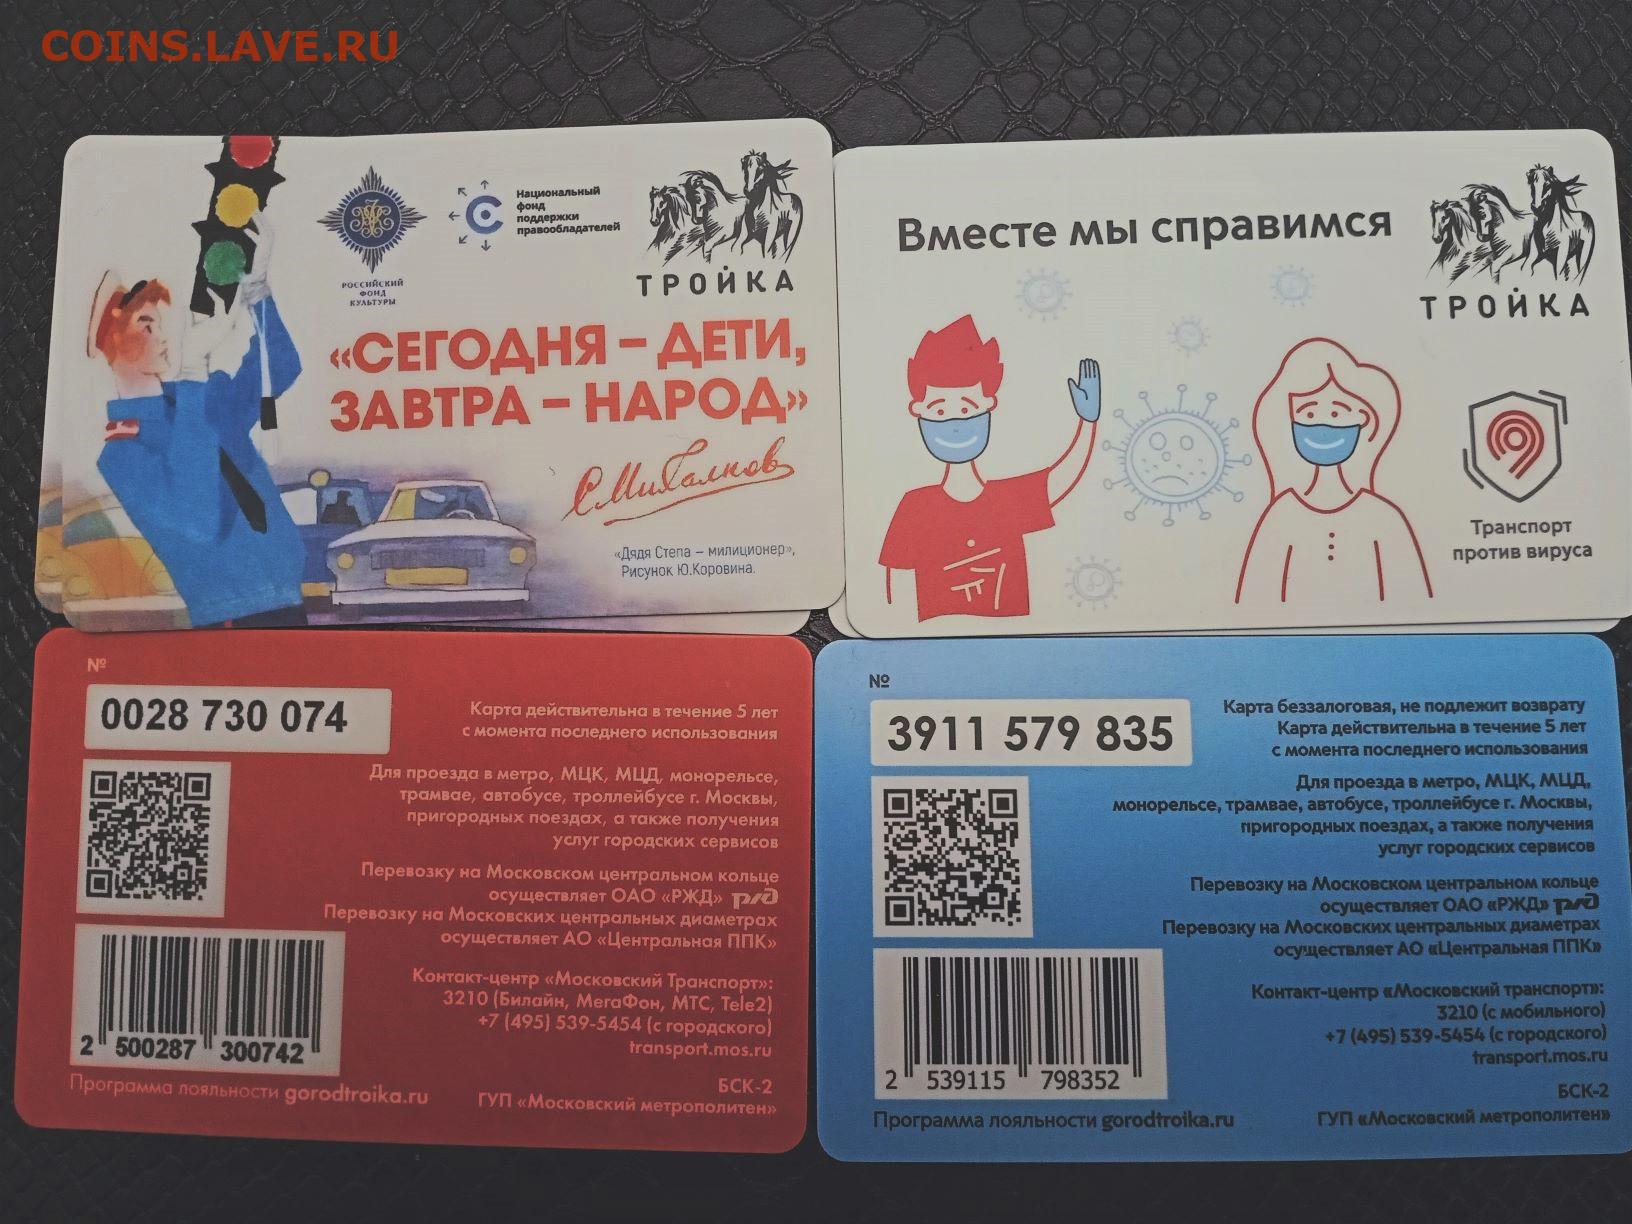 COINS.LAVE.RU
РОССИЙСКИЙ
ФОНД
КУЛЬТУРЫ
Национальный
фонд
поддержки
правообладателей
ТРОЙКА
«СЕГОДНЯ – ДЕТИ,
ЗАВТРА – НАРОД»
СМихалков
«Дядя Степа – милиционер»,
Рисунок Ю.Коровина.
Вместе мы справимся
ТРОЙКА
Транспорт
против вируса
№
0028 730 074
Карта действительна в течение 5 лет
с момента последнего использования
Для проезда в метро, МЦК, МЦД, монорельсе,
трамвае, автобусе, троллейбусе г. Москвы,
пригородных поездах, а также получения
услуг городских сервисов
Перевозку на Московском центральном кольце
осуществляет ОАО «РЖД» РЖД
Перевозку на Московских центральных диаметрах
осуществляет АО «Центральная ППК»
Контакт-центр «Московский Транспорт»:
3210 (Билайн, МегаФон, МТС, Tele2)
+7 (495) 539-5454 (с городского)
transport.mos.ru
2 500287 300742
Программа лояльности gorodtroika.ru
БСК-2
ГУП «Московский метрополитен»
№
3911 579 835
Карта беззалоговая, не подлежит возврату
Карта действительна в течение 5 лет
с момента последнего использования
Для проезда в метро, МЦК, МЦД,
монорельсе, трамвае, автобусе, троллейбусе г. Москвы,
пригородных поездах, а также получения
услуг городских сервисов
Перевозку на Московском центральном кольце
осуществляет ОАО «РЖД» РЖД
Перевозку на Московских центральных диаметрах
осуществляет АО «Центральная ППК»
Контакт-центр «Московский транспорт»:
3210 (с мобильного)
+7 (495) 539-5454 (с городского)
transport.mos.ru
2 539115 798352
Программа лояльности gorodtroika.ru
БСК-2
ГУП «Московский метрополитен»